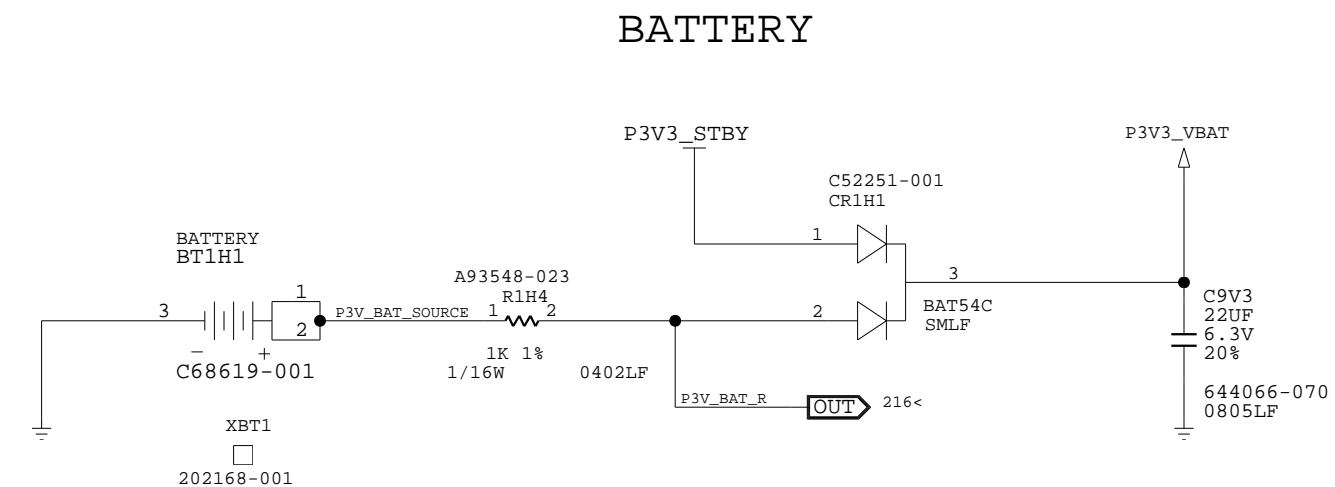 BATTERY
P3V3_STBY
P3V3_VBAT
C52251-001
CR1H1
1
BATTERY
BT1H1
3
A93548-023
R1H4
1
3
P3V_BAT_SOURCE
1
2
2
BAT54C
SMLF
C9V3
22UF
6.3V
20%
2
- +
1K 1%
C68619-001
1/16W
0402LF
P3V_BAT_R
OUT
216<
644066-070
0805LF
XBT1
202168-001